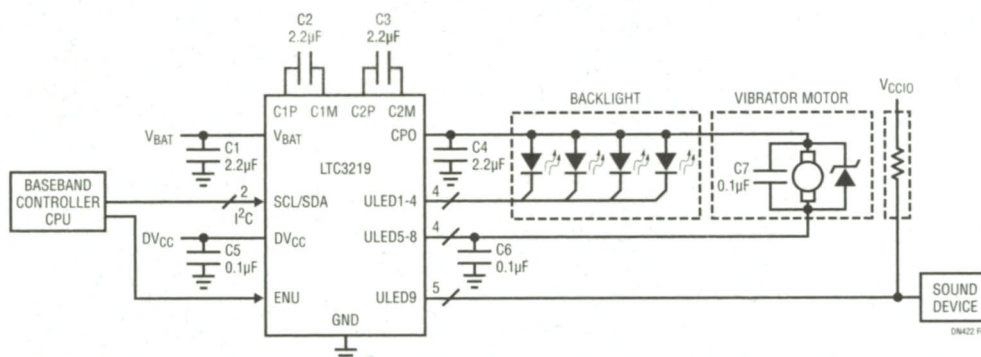 C2
2.2μF
C3
2.2μF
C1P
C1M
C2P
C2M
VBAT
C1
2.2μF
VBAT
CPO
LTC3219
C4
2.2μF
BACKLIGHT
VIBRATOR MOTOR
VCCIO
C7
0.1μF
BASEBAND
CONTROLLER
CPU
2
I2C
SCL/SDA
ULED1-4
4
DVCC
C5
0.1μF
DVCC
ULED5-8
4
C6
0.1μF
ENU
ULED9
5
GND
SOUND
DEVICE
DN422